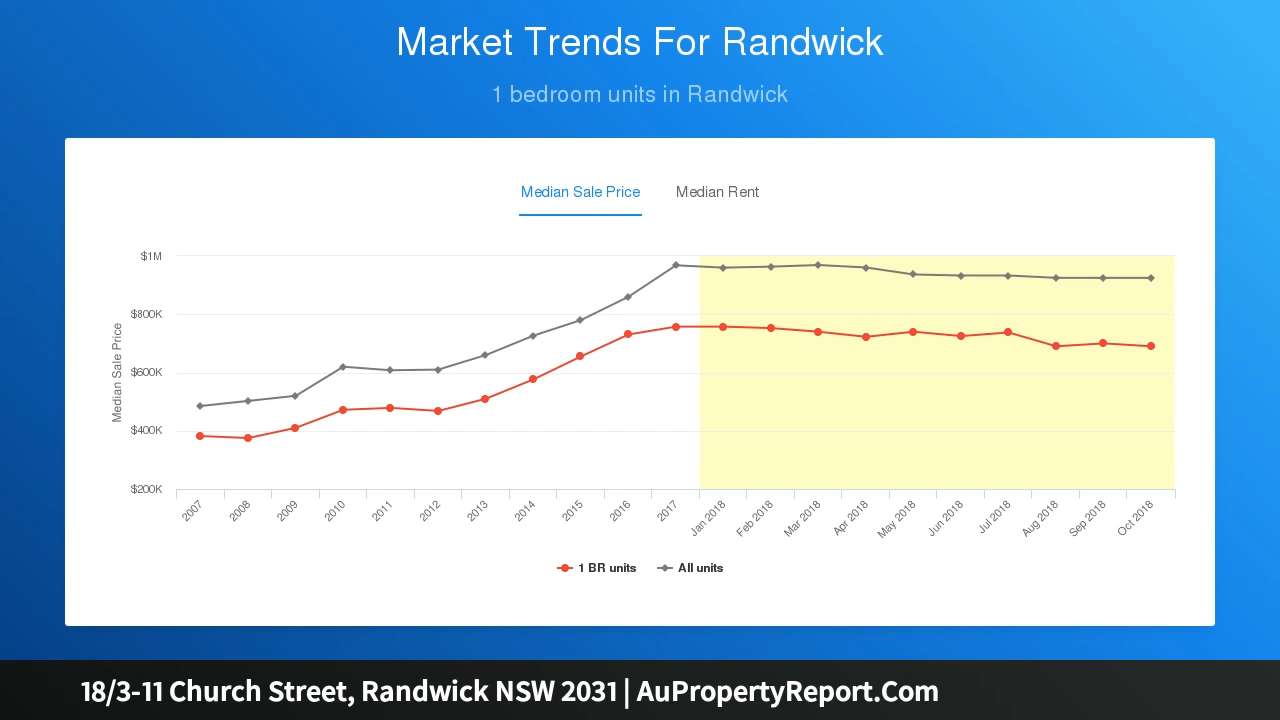 Market Trends For Randwick
1 bedroom units in Randwick
Median Sale Price Median Rent
Median Sale Price
$1M
$800K
$600K
$400K
$200K
2007 2008 2009 2010 2011 2012 2013 2014 2015 2016 2017 Jan 2018 Feb 2018 Mar 2018 Apr 2018 May 2018 Jun 2018 Jul 2018 Aug 2018 Sep 2018 Oct 2018
1 BR units All units
18/3-11 Church Street, Randwick NSW 2031 | AuPropertyReport.Com